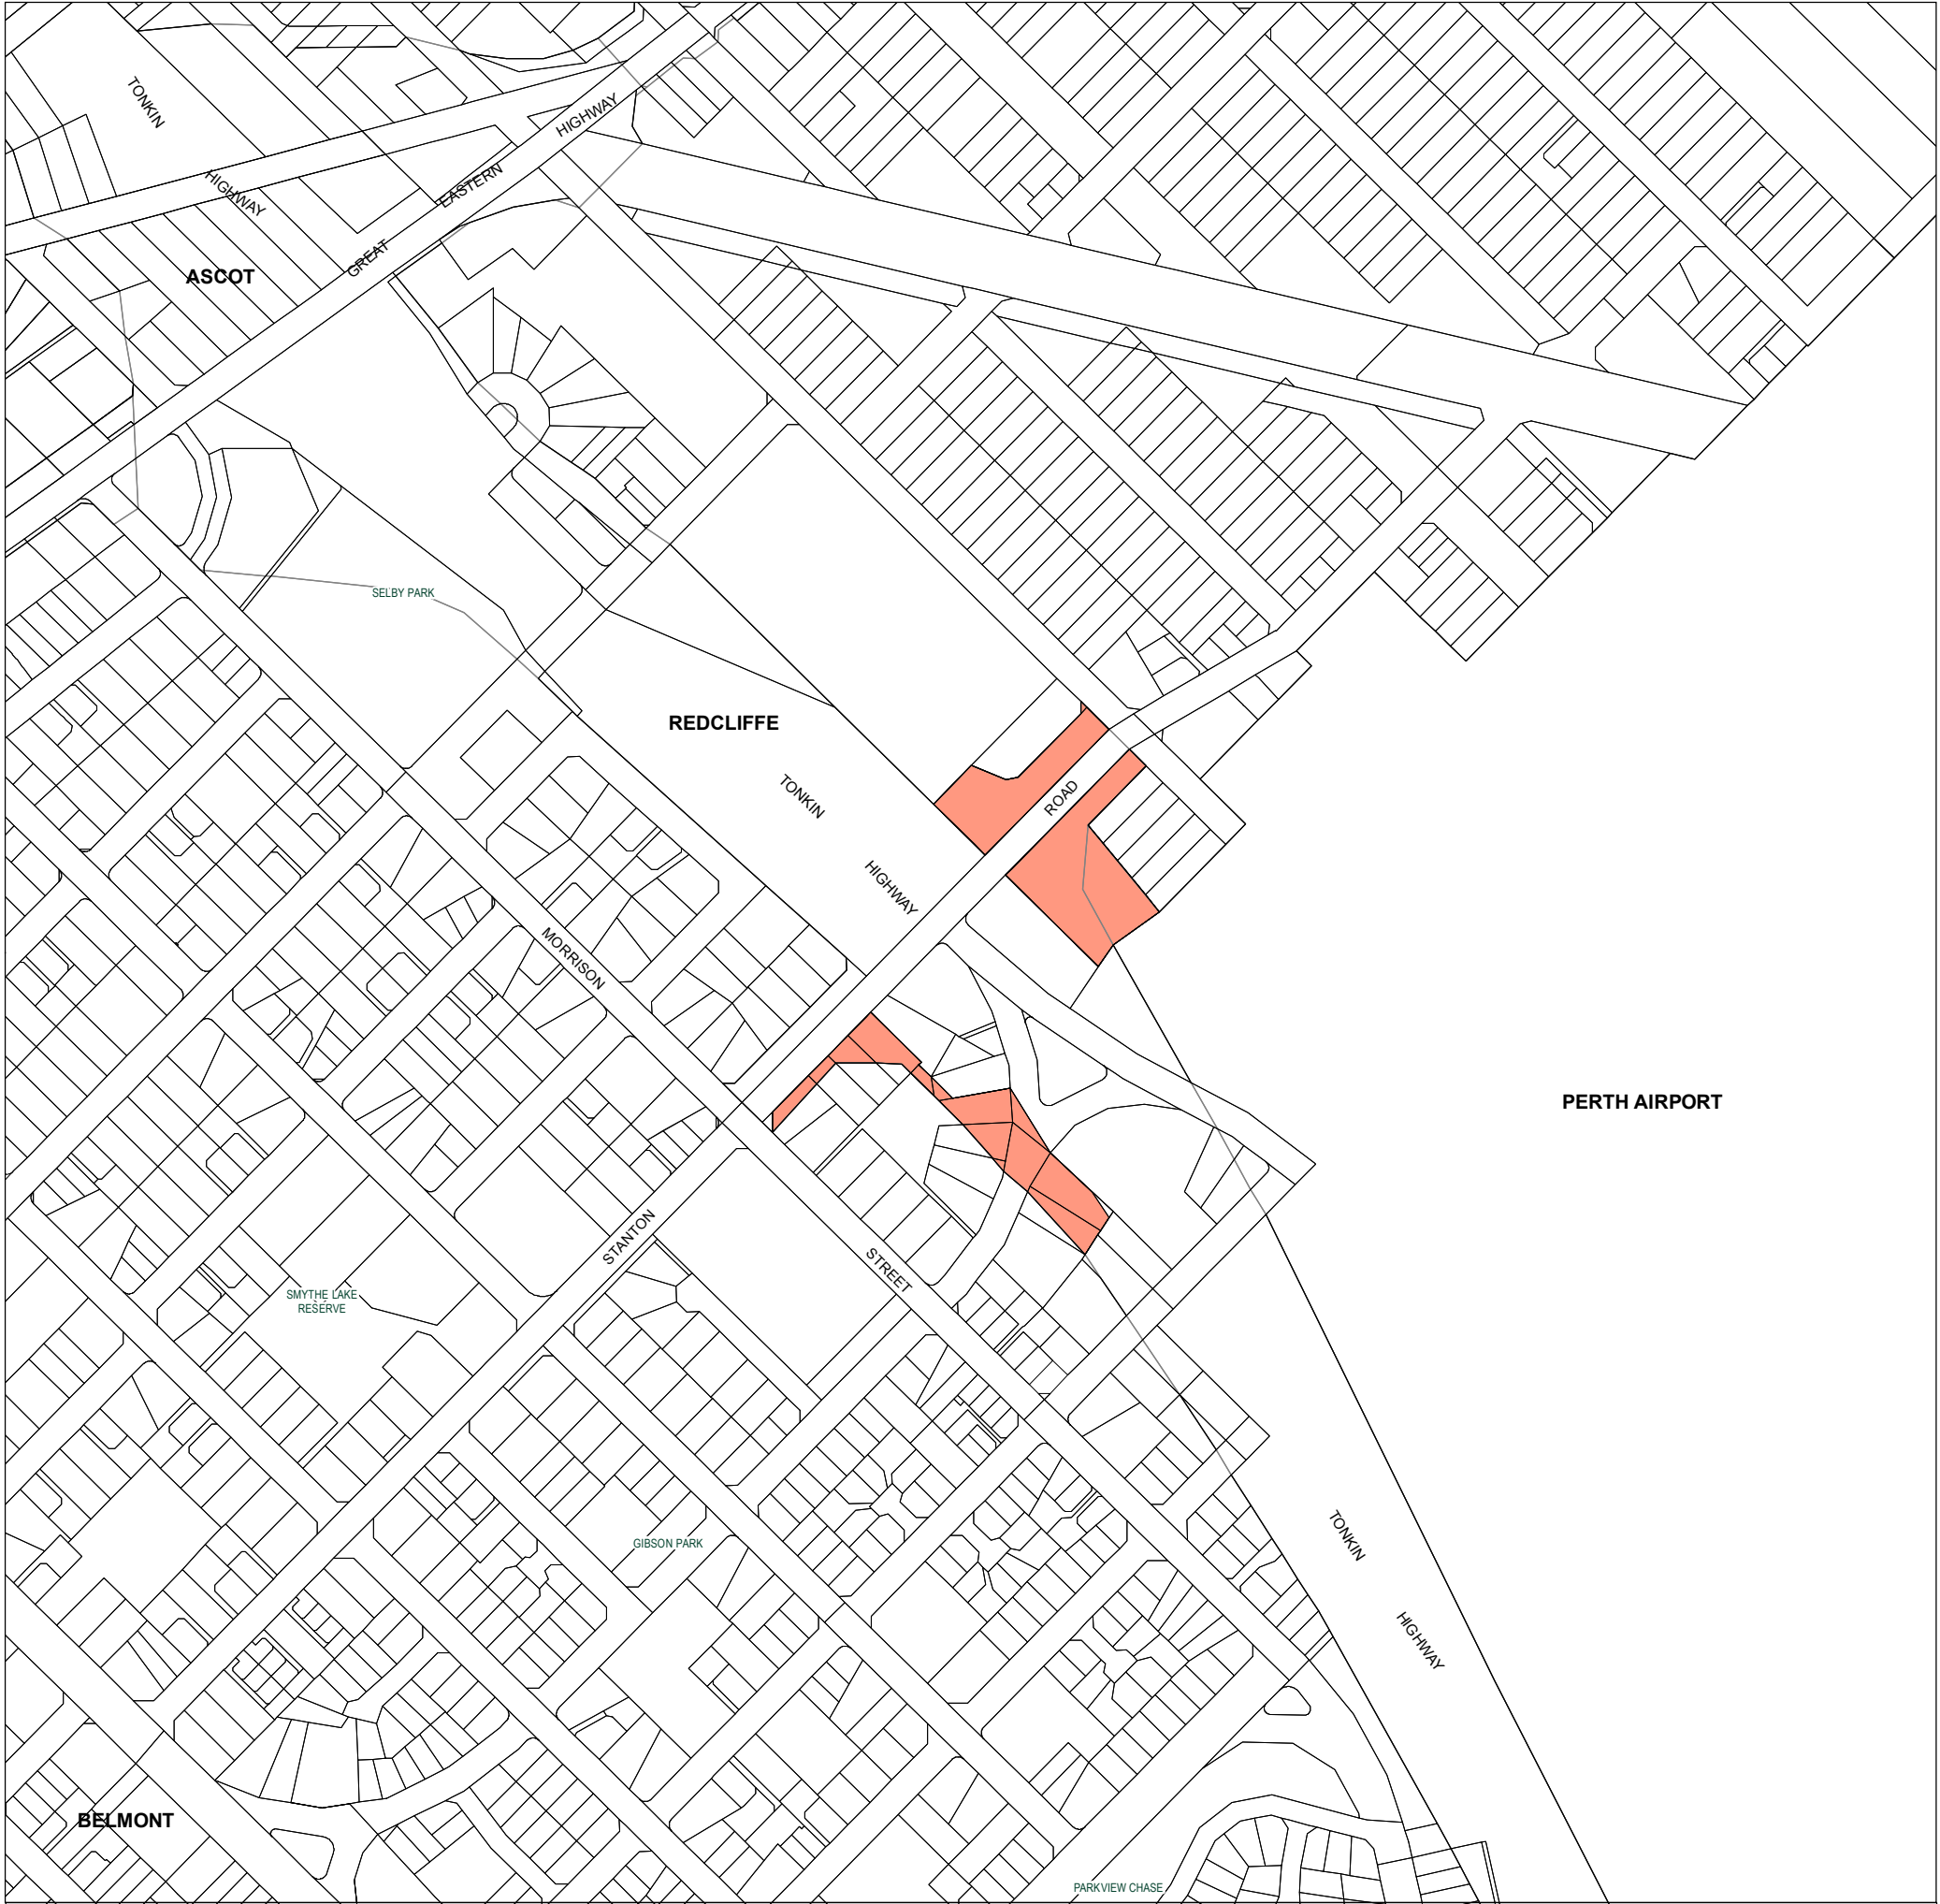 TONKIN
HIGHWAY
HIGHWAY
EASTERN
GREAT
ASCOT
SELBY PARK
REDCLIFFE
TONKIN
HIGHWAY
ROAD
MORRISON
PERTH AIRPORT
STANTON
STREET
SMYTHE LAKE
RESERVE
TONKIN
HIGHWAY
GIBSON PARK
BELMONT
PARKVIEW CHASE